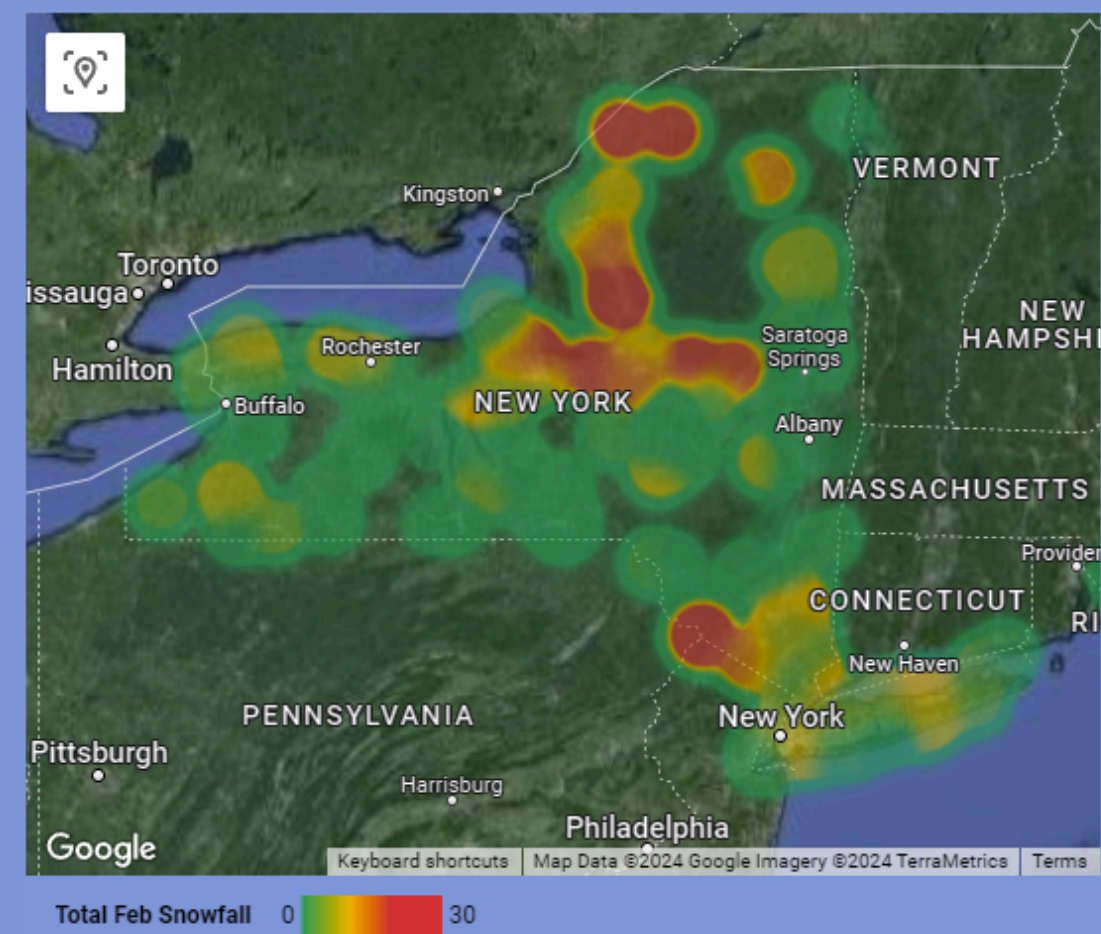 VERMONT
Kingston
Toronto
issauga
NEW
HAMPSHI
Saratoga
Springs
Rochester
Hamilton
NEW YORK
Buffalo
Albany
MASSACHUSETTS
Provider
CONNECTICUT
RI
New Haven
PENNSYLVANIA
New York
Pittsburgh
Harrisburg
Philadelphia
Google
Keyboard shortcuts Map Data ©2024 Google Imagery ©2024 TerraMetrics Terms
Total Feb Snowfall 0 30